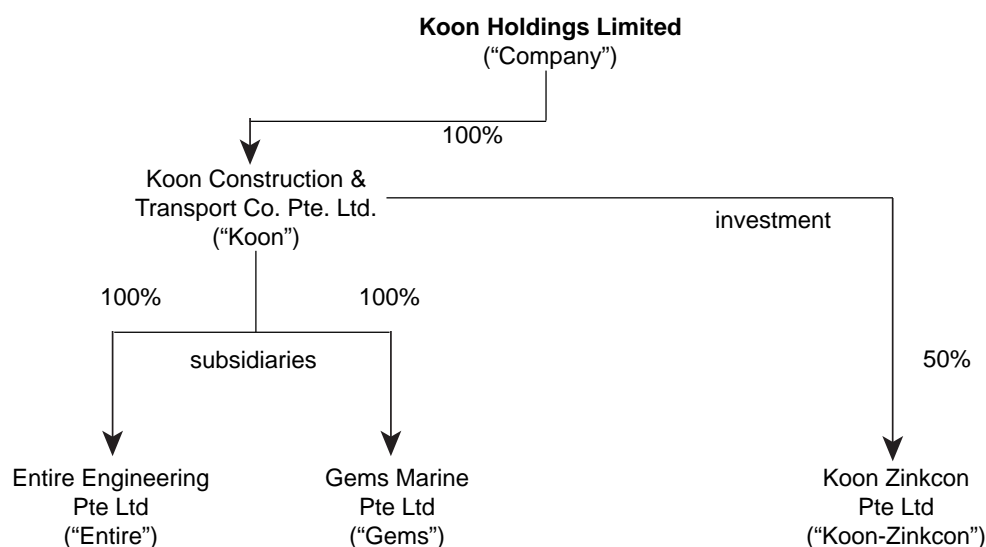 Koon Holdings Limited
(“Company”)
100%
Koon Construction &
Transport Co. Pte. Ltd.
(“Koon”)
investment
100%
100%
subsidiaries
50%
Entire Engineering
Pte Ltd
(“Entire”)
Gems Marine
Pte Ltd
(“Gems”)
Koon Zinkcon
Pte Ltd
(“Koon-Zinkcon”)